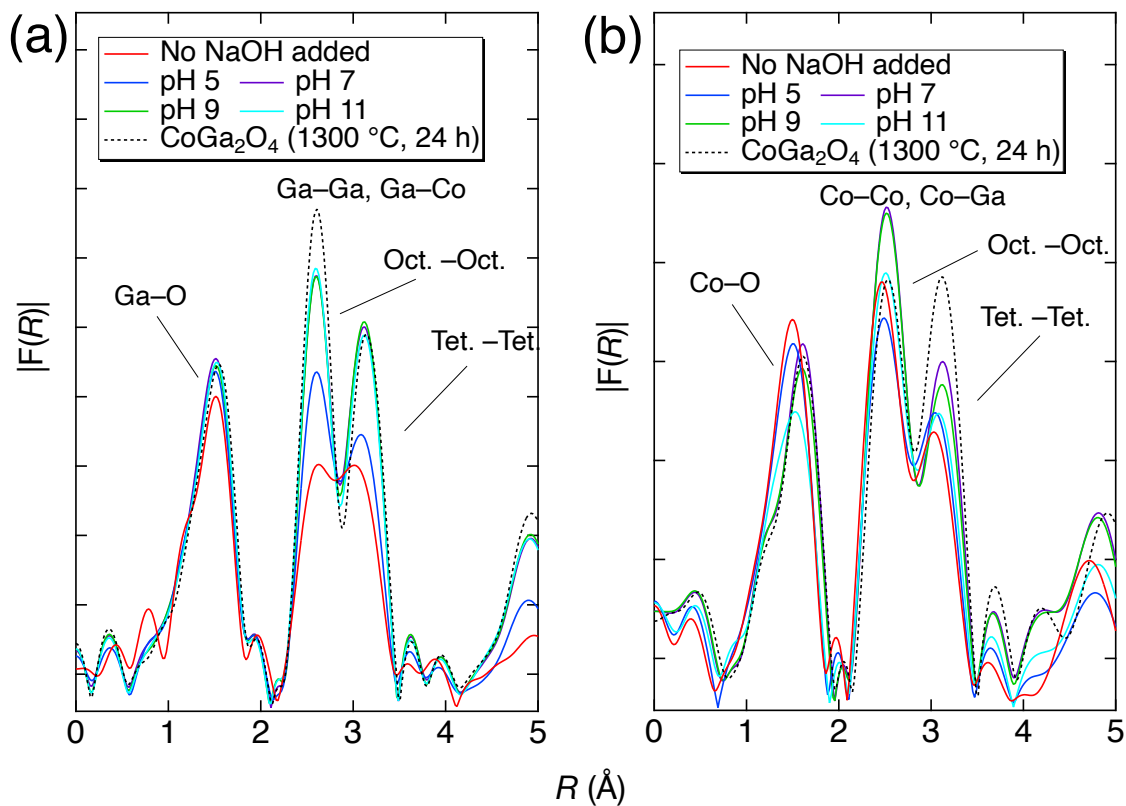 (a)
No NaOH added
pH 5 pH 7
pH 9 pH 11
CoGa₂O₄ (1300 °C, 24 h)
Ga–Ga, Ga–Co
Oct. –Oct.
Ga–O
Tet. –Tet.
|F(R)|
0 1 2 3 4 5
(b)
No NaOH added
pH 5 pH 7
pH 9 pH 11
CoGa₂O₄ (1300 °C, 24 h)
Co–Co, Co–Ga
Oct. –Oct.
Co–O
Tet. –Tet.
|F(R)|
0 1 2 3 4 5
R (Å)